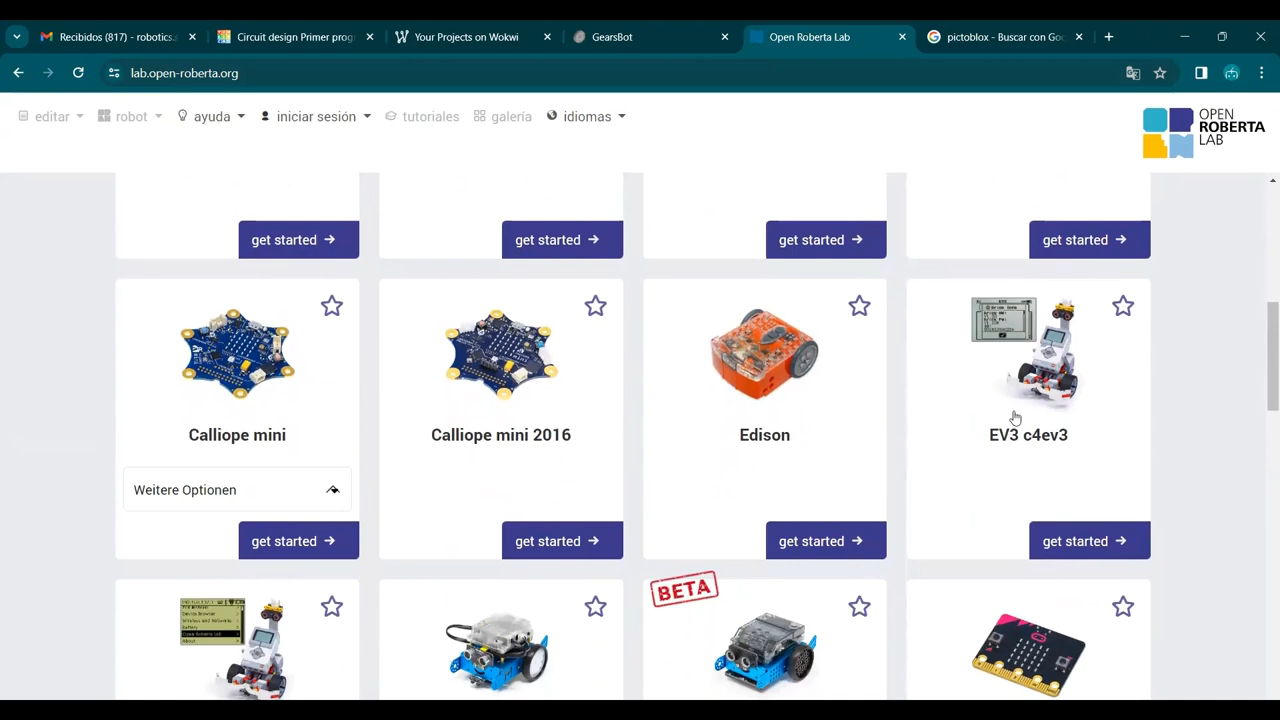 Recibidos (817) - robotics.
Circuit design Primer prog
Your Projects on Wokwi
GearsBot
Open Roberta Lab
pictoblox - Buscar con Goo
lab.open-roberta.org
editar
robot
ayuda
iniciar sesión
tutoriales
galería
idiomas
OPEN
ROBERTA
LAB
get started
get started
get started
get started
Calliope mini
Calliope mini 2016
Edison
EV3 c4ev3
Weitere Optionen
get started
get started
get started
get started
BETA